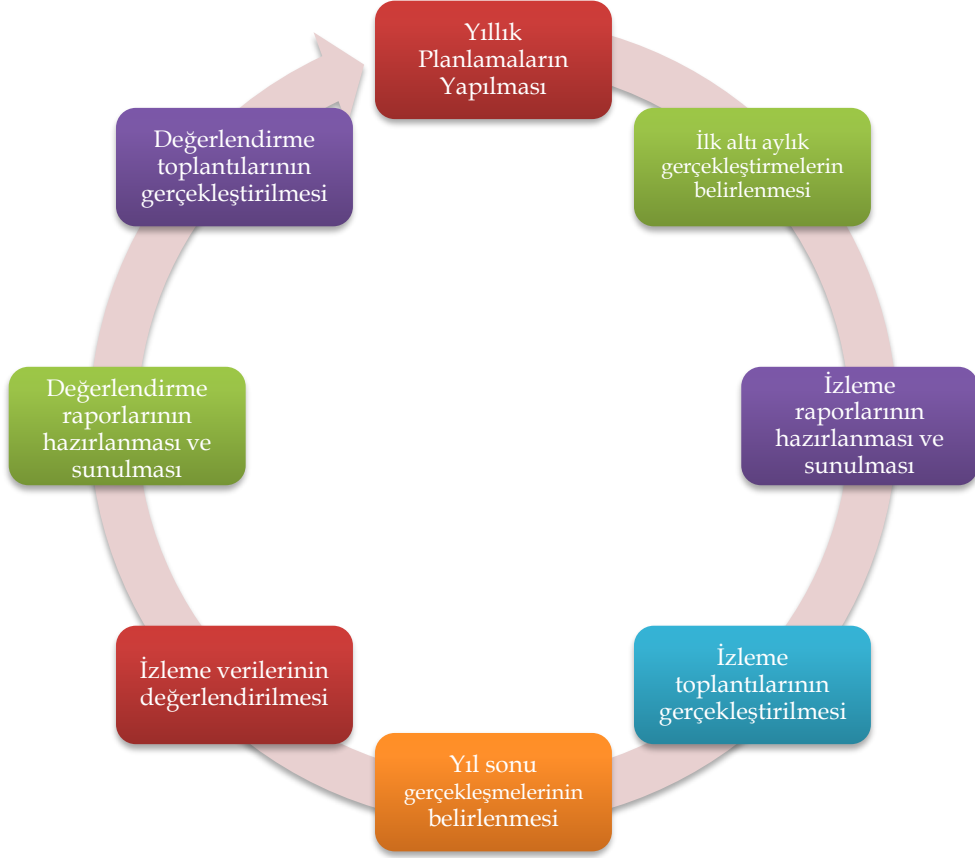 Yıllık
Planlamaların
Yapılması
İlk altı aylık
gerçekleştirmelerin
belirlenmesi
İzleme
raporlarının
hazırlanması ve
sunulması
İzleme
toplantılarının
gerçekleştirilmesi
Yıl sonu
gerçekleşmelerinin
belirlenmesi
İzleme verilerinin
değerlendirilmesi
Değerlendirme
raporlarının
hazırlanması ve
sunulması
Değerlendirme
toplantılarının
gerçekleştirilmesi